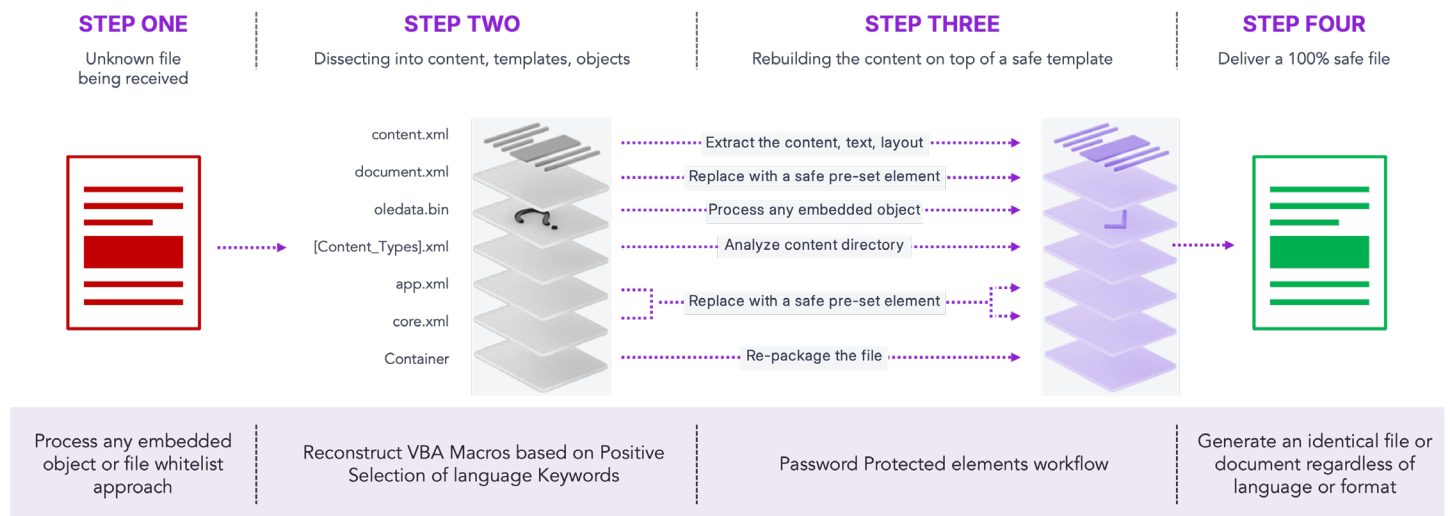 STEP ONE
Unknown file
being received
STEP TWO
Dissecting into content, templates, objects
STEP THREE
Rebuilding the content on top of a safe template
STEP FOUR
Deliver a 100% safe file
content.xml
document.xml
oledata.bin
[Content_Types].xml
app.xml
core.xml
Container
Extract the content, text, layout
Replace with a safe pre-set element
Process any embedded object
Analyze content directory
Replace with a safe pre-set element
Re-package the file
Process any embedded
object or file whitelist
approach
Reconstruct VBA Macros based on Positive
Selection of language Keywords
Password Protected elements workflow
Generate an identical file or
document regardless of
language or format